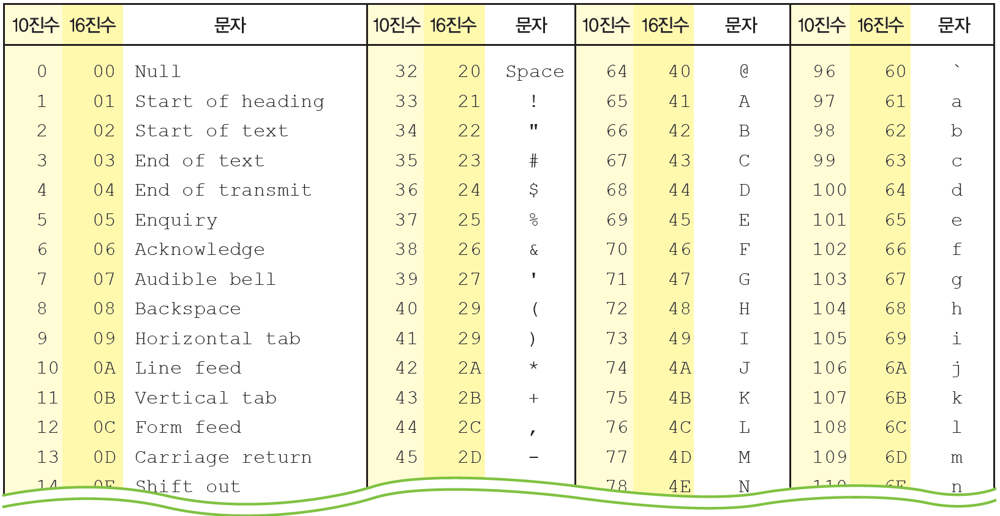 10진수 16진수 문자 10진수 16진수 문자 10진수 16진수 문자 10진수 16진수 문자
0 00 Null 32 20 Space 64 40 @ 96 60 `
1 01 Start of heading 33 21 ! 65 41 A 97 61 a
2 02 Start of text 34 22 " 66 42 B 98 62 b
3 03 End of text 35 23 # 67 43 C 99 63 c
4 04 End of transmit 36 24 $ 68 44 D 100 64 d
5 05 Enquiry 37 25 % 69 45 E 101 65 e
6 06 Acknowledge 38 26 & 70 46 F 102 66 f
7 07 Audible bell 39 27 ' 71 47 G 103 67 g
8 08 Backspace 40 29 ( 72 48 H 104 68 h
9 09 Horizontal tab 41 29 ) 73 49 I 105 69 i
10 0A Line feed 42 2A * 74 4A J 106 6A j
11 0B Vertical tab 43 2B + 75 4B K 107 6B k
12 0C Form feed 44 2C , 76 4C L 108 6C l
13 0D Carriage return 45 2D - 77 4D M 109 6D m
14 0E Shift out 78 4E N 110 6E n